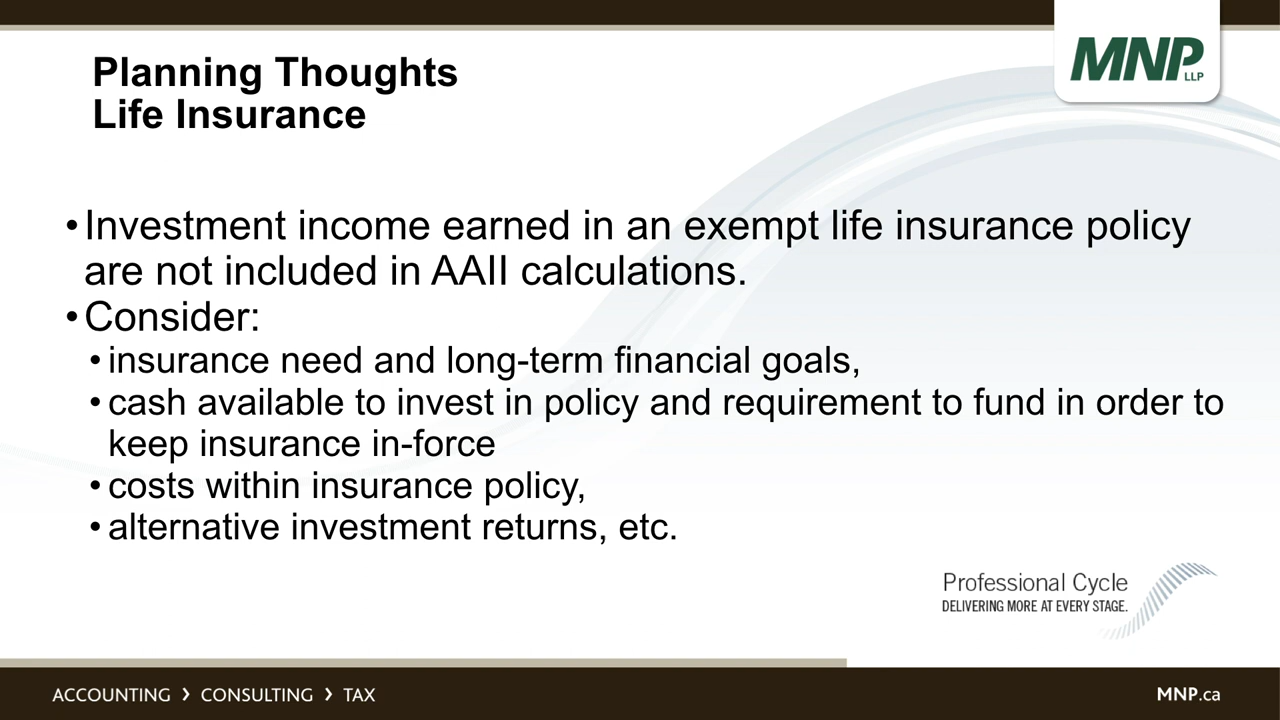 MNP
LLP
Planning Thoughts
Life Insurance
•Investment income earned in an exempt life insurance policy
are not included in AAII calculations.
•Consider:
•insurance need and long-term financial goals,
•cash available to invest in policy and requirement to fund in order to
keep insurance in-force
•costs within insurance policy,
•alternative investment returns, etc.
Professional Cycle
DELIVERING MORE AT EVERY STAGE.
ACCOUNTING › CONSULTING › TAX
MNP.ca